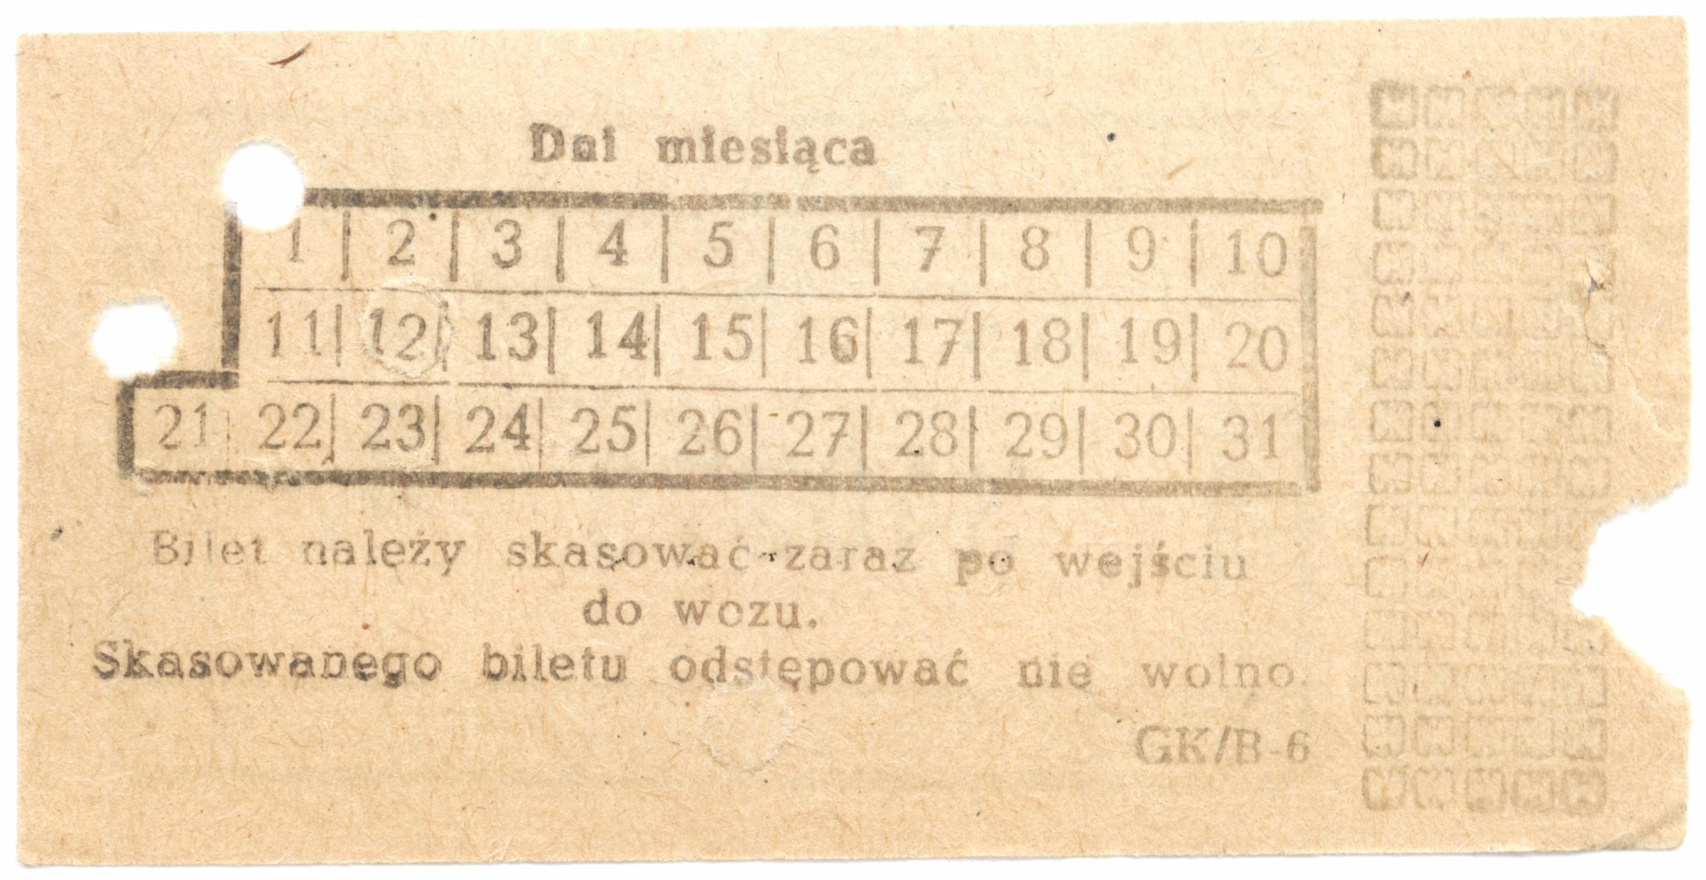 Dni miesiąca
1 | 2 | 3 | 4 | 5 | 6 | 7 | 8 | 9 | 10
11 | 12 | 13 | 14 | 15 | 16 | 17 | 18 | 19 | 20
21 | 22 | 23 | 24 | 25 | 26 | 27 | 28 | 29 | 30 | 31
Bilet należy skasować zaraz po wejściu
do wozu.
Skasowanego biletu odstępować nie wolno.
GK/B-6